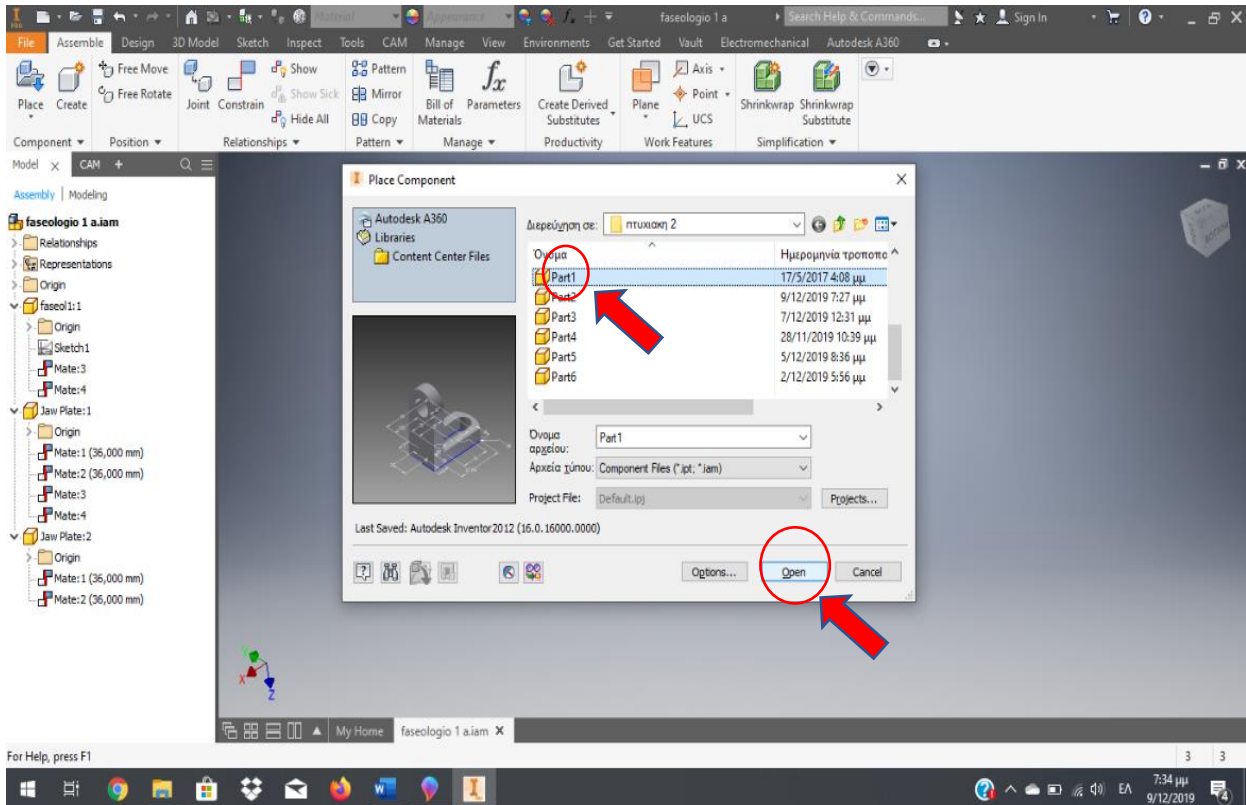 PRO
Material
Appearance
faseologio 1 a
Search Help & Commands...
Sign In
File Assemble Design 3D Model Sketch Inspect Tools CAM Manage View Environments Get Started Vault Electromechanical Autodesk A360
Free Move
Free Rotate
Place Create
Joint Constrain
Show
Show Sick
Hide All
Pattern
Mirror
Copy
Bill of Materials
Parameters
Create Derived Substitutes
Plane
Axis
Point
UCS
Shrinkwrap
Shrinkwrap Substitute
Component Position Relationships Pattern Manage Productivity Work Features Simplification
Model CAM
Assembly Modeling
faseologio 1 a.iam
Relationships
Representations
Origin
faseol1:1
Origin
Sketch1
Mate:3
Mate:4
Jaw Plate:1
Origin
Mate:1 (36,000 mm)
Mate:2 (36,000 mm)
Mate:3
Mate:4
Jaw Plate:2
Origin
Mate:1 (36,000 mm)
Mate:2 (36,000 mm)
Place Component
Autodesk A360
Libraries
Content Center Files
Διερεύνηση σε: πτυχιακη 2
Όνομα Ημερομηνία τροποπο
Part1 17/5/2017 4:08 μμ
Part2 9/12/2019 7:27 μμ
Part3 7/12/2019 12:31 μμ
Part4 28/11/2019 10:39 μμ
Part5 5/12/2019 8:36 μμ
Part6 2/12/2019 5:56 μμ
Όνομα αρχείου: Part1
Αρχεία τύπου: Component Files (*.ipt; *.iam)
Project File: Default.ipj Projects...
Last Saved: Autodesk Inventor 2012 (16.0.16000.0000)
Options... Open Cancel
Y
X
Z
My Home faseologio 1 a.iam
For Help, press F1 3 3
ΕΛ
7:34 μμ
9/12/2019
4